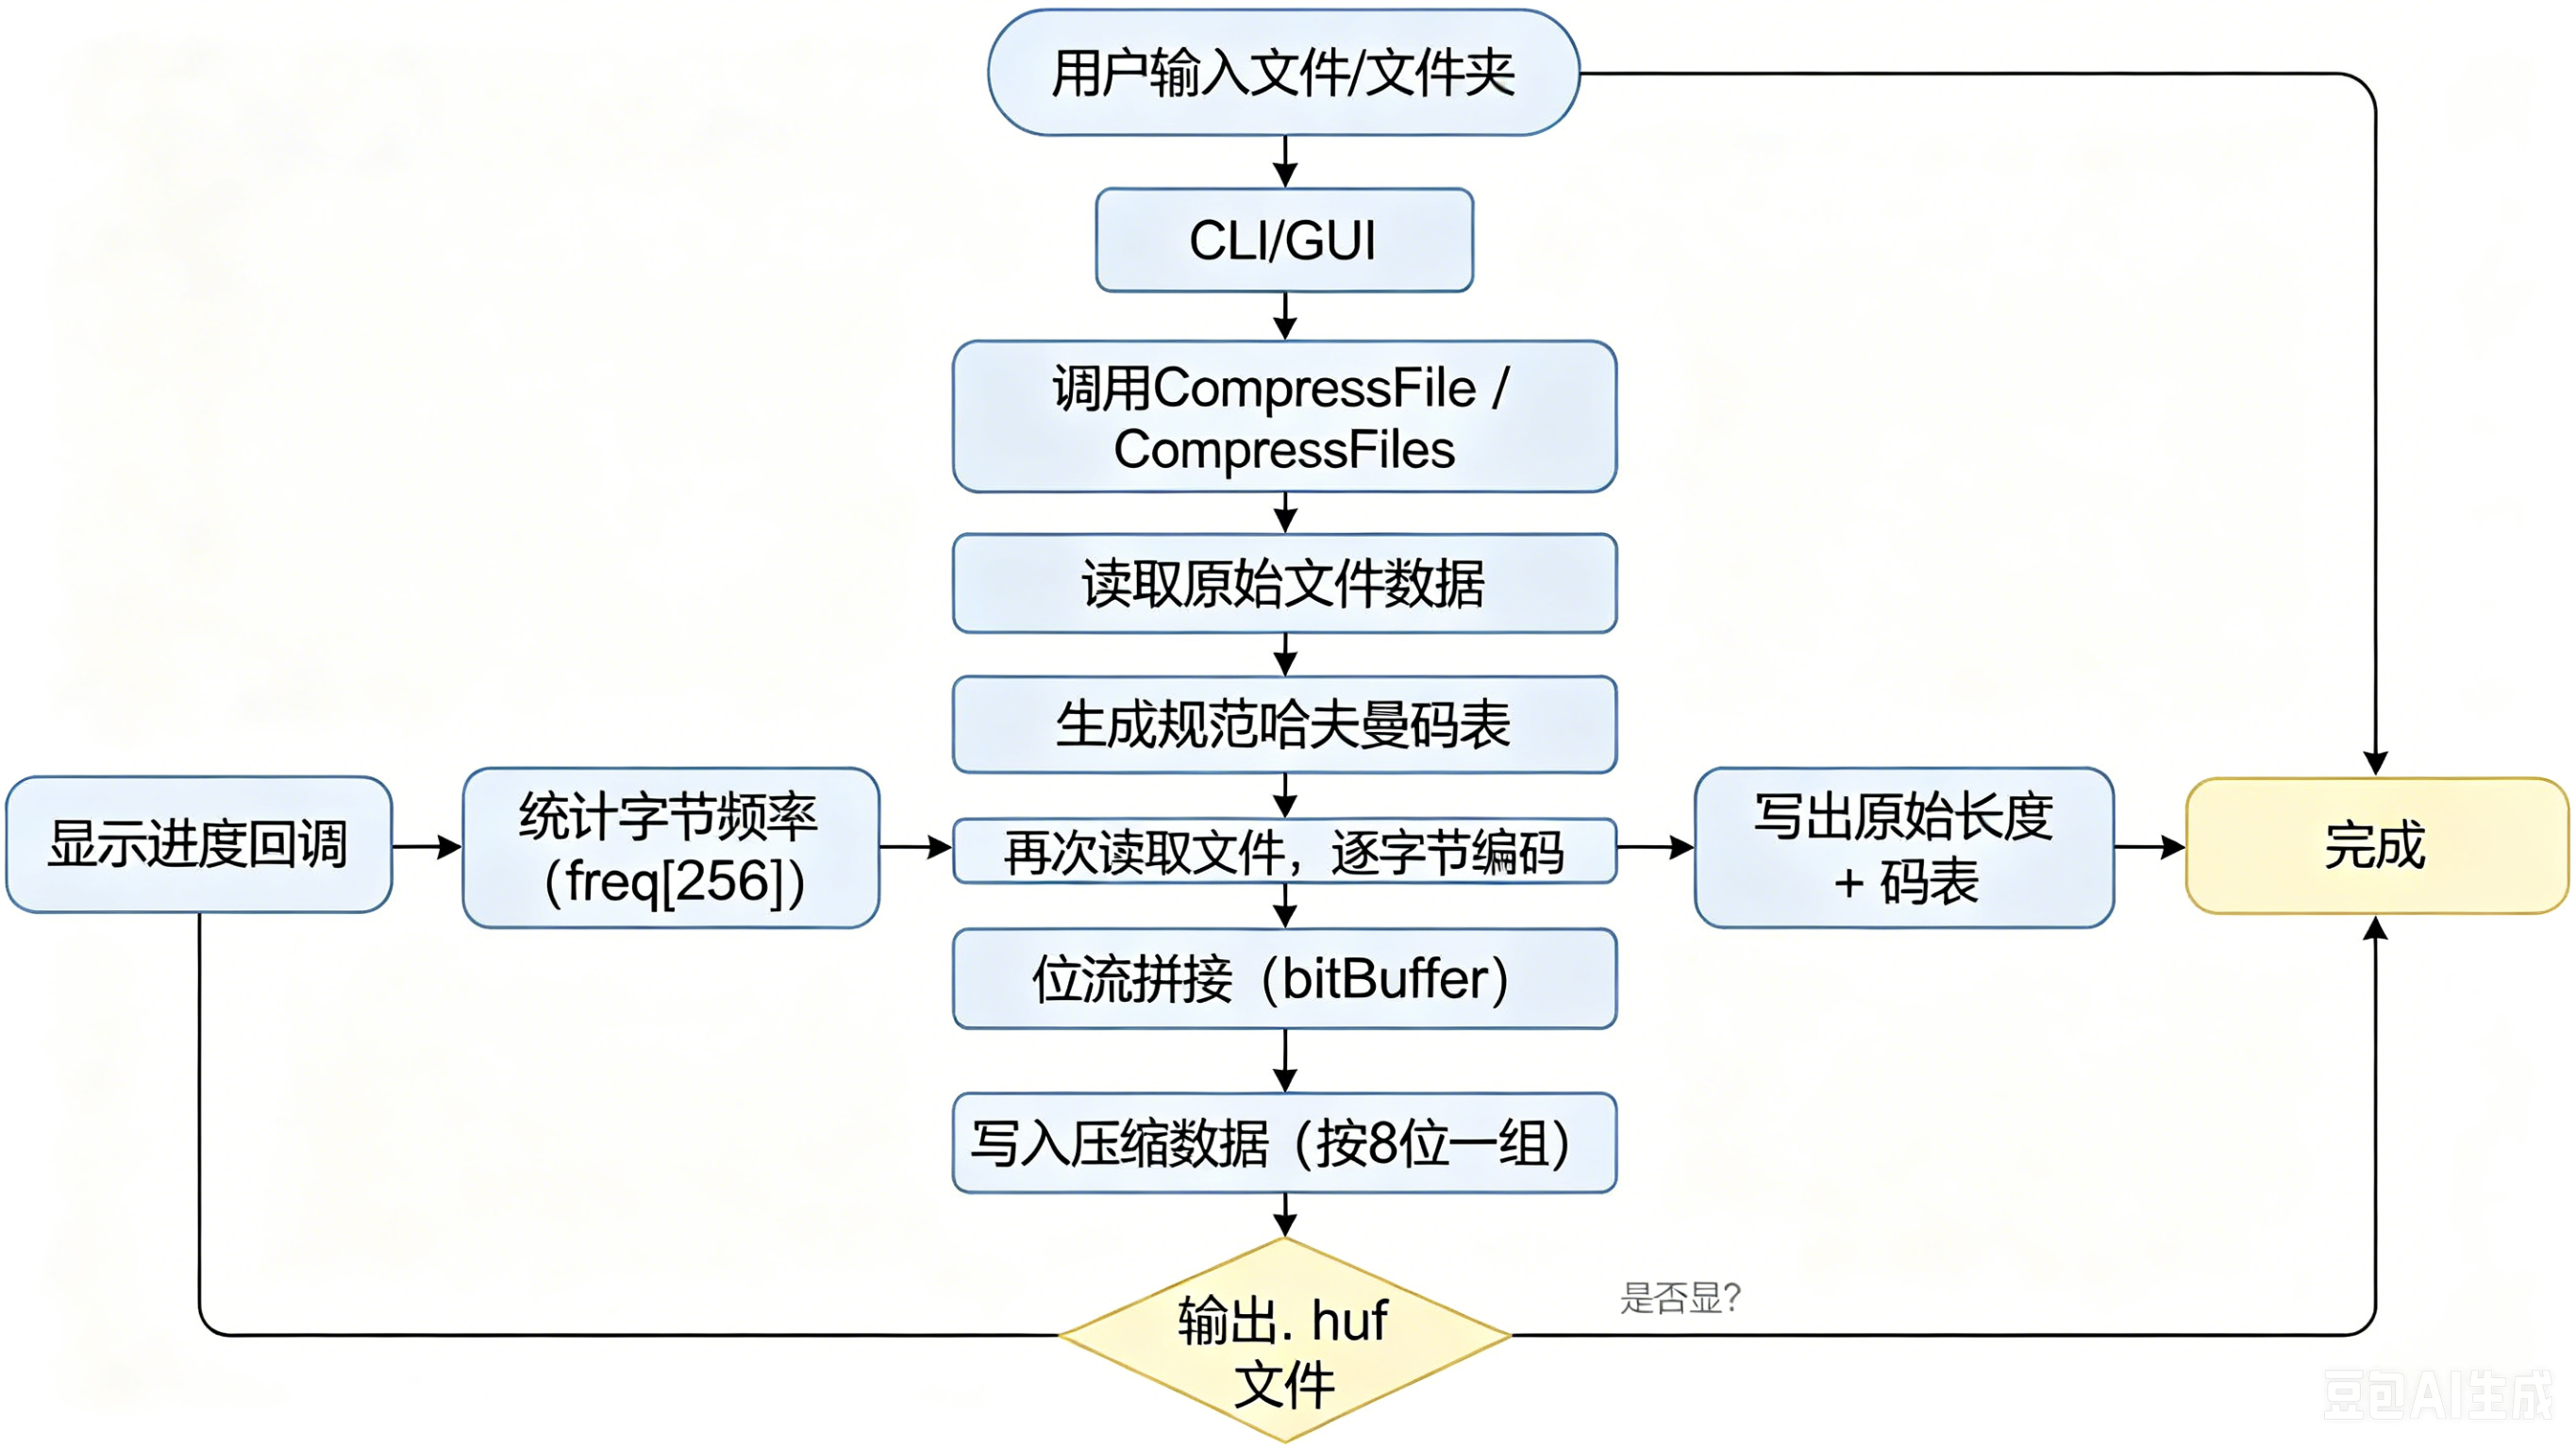 用户输入文件/文件夹
CLI/GUI
调用CompressFile /
CompressFiles
读取原始文件数据
生成规范哈夫曼码表
显示进度回调
统计字节频率
（freq[256]）
再次读取文件，逐字节编码
写出原始长度
+ 码表
完成
位流拼接（bitBuffer）
写入压缩数据（按8位一组）
输出. huf
文件
是否显？
豆包AI生成